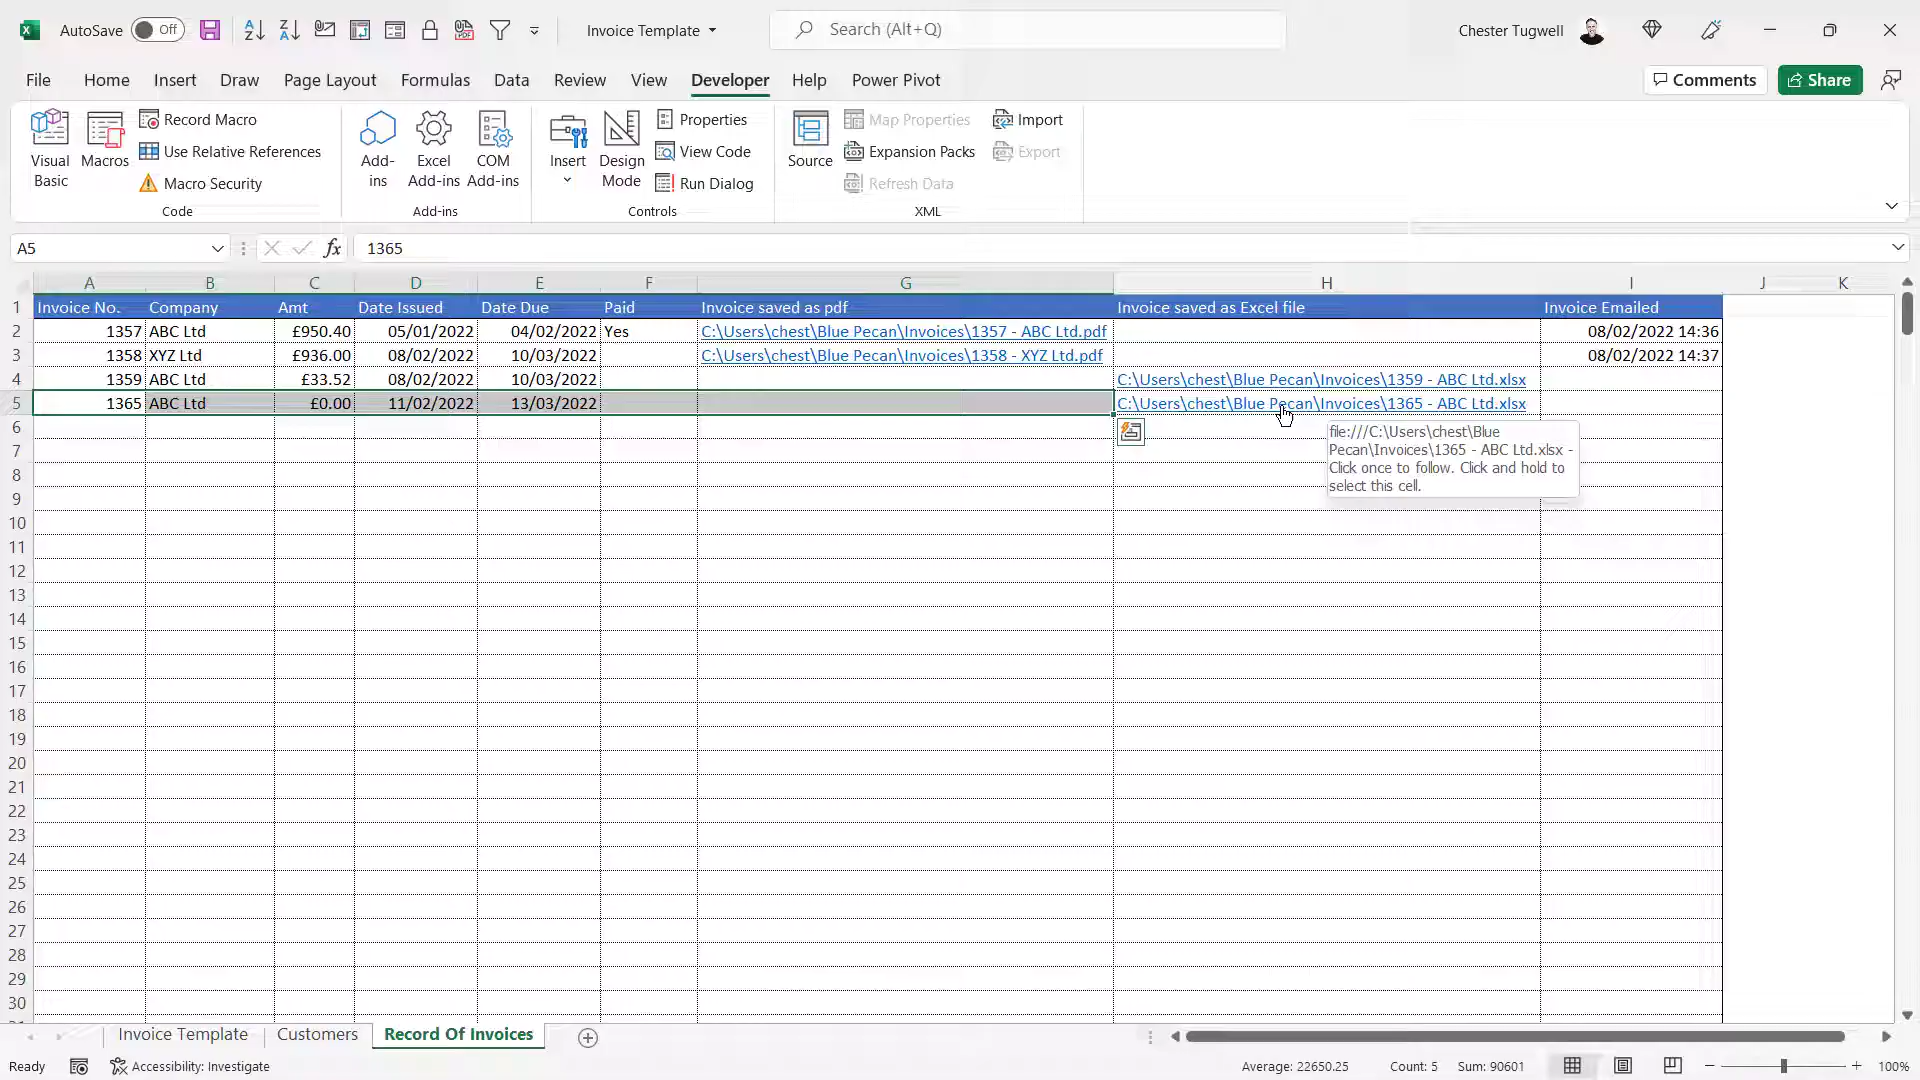 AutoSave Off Invoice Template Search (Alt+Q) Chester Tugwell
File Home Insert Draw Page Layout Formulas Data Review View Developer Help Power Pivot Comments Share
Visual Basic
Macros
Record Macro
Use Relative References
Macro Security
Code
Add-ins
Excel Add-ins
COM Add-ins
Add-ins
Insert
Design Mode
Properties
View Code
Run Dialog
Controls
Source
Map Properties
Expansion Packs
Refresh Data
Import
Export
XML
A5 fx 1365
A B C D E F G H I J K
1 Invoice No. Company Amt Date Issued Date Due Paid Invoice saved as pdf Invoice saved as Excel file Invoice Emailed
2 1357 ABC Ltd £950.40 05/01/2022 04/02/2022 Yes C:\Users\chest\Blue Pecan\Invoices\1357 - ABC Ltd.pdf 08/02/2022 14:36
3 1358 XYZ Ltd £936.00 08/02/2022 10/03/2022 C:\Users\chest\Blue Pecan\Invoices\1358 - XYZ Ltd.pdf 08/02/2022 14:37
4 1359 ABC Ltd £33.52 08/02/2022 10/03/2022 C:\Users\chest\Blue Pecan\Invoices\1359 - ABC Ltd.xlsx
5 1365 ABC Ltd £0.00 11/02/2022 13/03/2022 C:\Users\chest\Blue Pecan\Invoices\1365 - ABC Ltd.xlsx
file:///C:\Users\chest\Blue
Pecan\Invoices\1365 - ABC Ltd.xlsx -
Click once to follow. Click and hold to
select this cell.
6
7
8
9
10
11
12
13
14
15
16
17
18
19
20
21
22
23
24
25
26
27
28
29
30
Invoice Template Customers Record Of Invoices
Ready Accessibility: Investigate Average: 22650.25 Count: 5 Sum: 90601 100%